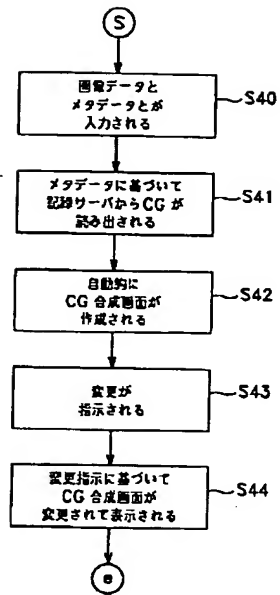 S
画像データと
メタデータとが
入力される
S40
メタデータに基づいて
記録サーバからCGが
読み出される
S41
自動的に
CG合成画面が
作成される
S42
変更が
指示される
S43
変更指示に基づいて
CG合成画面が
変更されて表示される
S44
e